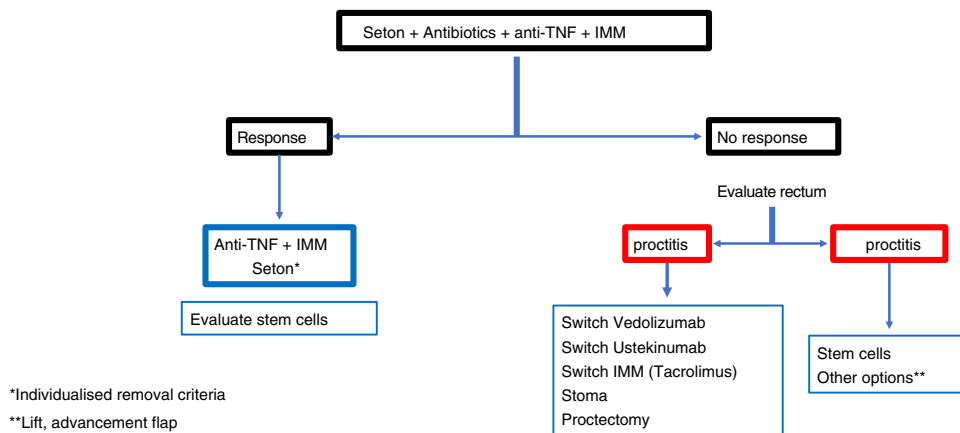 Seton + Antibiotics + anti-TNF + IMM
Response
No response
Evaluate rectum
Anti-TNF + IMM
Seton*
proctitis
proctitis
Evaluate stem cells
Switch Vedolizumab
Switch Ustekinumab
Switch IMM (Tacrolimus)
Stoma
Proctectomy
Stem cells
Other options**
*Individualised removal criteria
**Lift, advancement flap